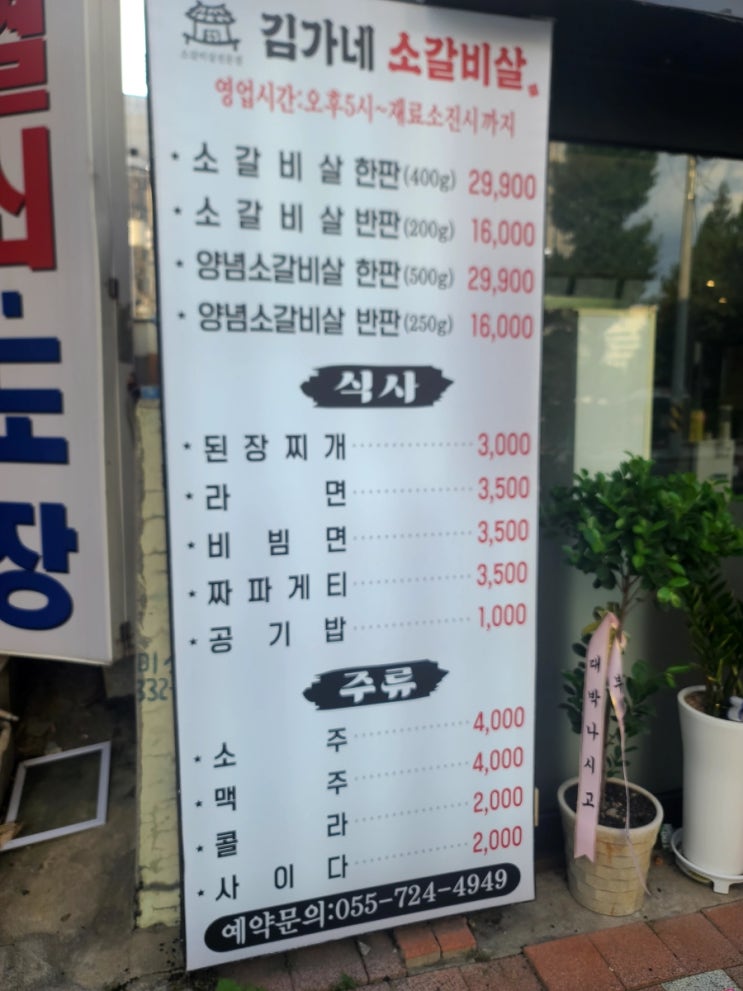 김가네 소갈비살
영업시간:오후5시~재료소진시까지
소갈비살 한판(400g) 29,900
소갈비살 반판(200g) 16,000
양념소갈비살 한판(500g) 29,900
양념소갈비살 반판(250g) 16,000
식사
된장찌개 3,000
라면 3,500
비빔면 3,500
짜파게티 3,500
공기밥 1,000
주류
소주 4,000
맥주 4,000
콜라 2,000
사이다 2,000
예약문의:055-724-4949
대박나시고
부